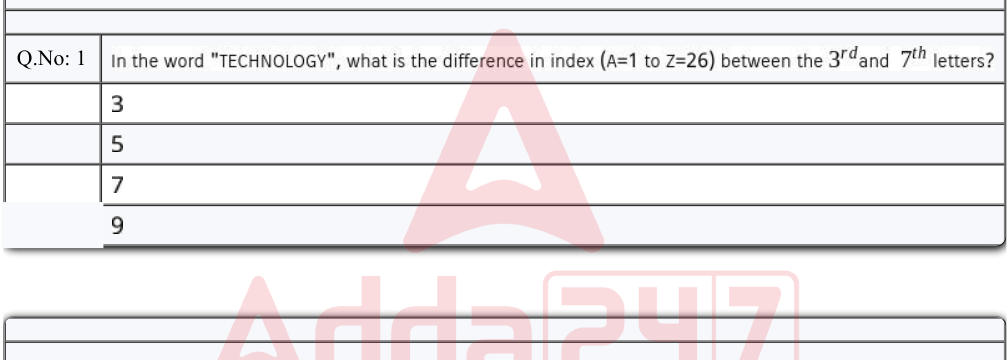 Q.No: 1 In the word "TECHNOLOGY", what is the difference in index (A=1 to Z=26) between the 3rd and 7th letters?
3
5
7
9
Adda247